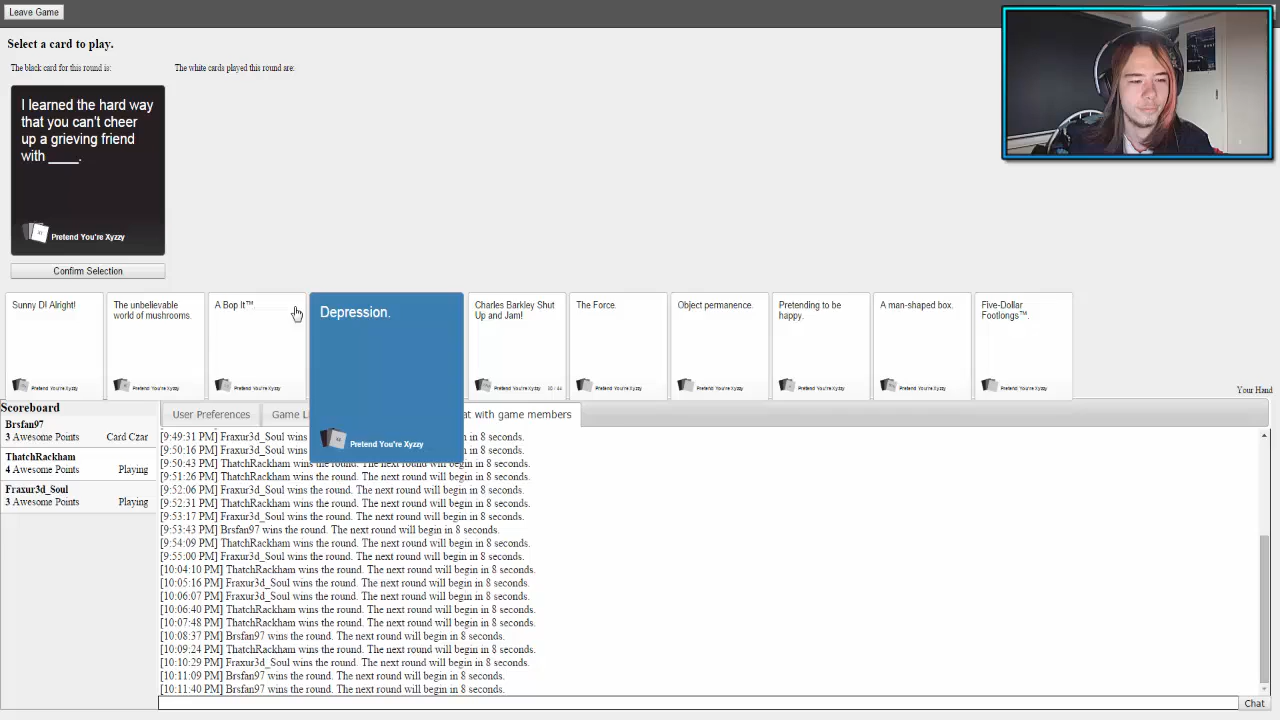 Leave Game
Select a card to play.
The black card for this round is:
The white cards played this round are:
I learned the hard way
that you can't cheer
up a grieving friend
with ____.
Pretend You're Xyzzy
Confirm Selection
Sunny D! Alright!
Pretend You're Xyzzy
The unbelievable
world of mushrooms.
Pretend You're Xyzzy
A Bop It™.
Pretend You're Xyzzy
Depression.
Pretend You're Xyzzy
Charles Barkley Shut
Up and Jam!
Pretend You're Xyzzy
The Force.
Pretend You're Xyzzy
Object permanence.
Pretend You're Xyzzy
Pretending to be
happy.
Pretend You're Xyzzy
A man-shaped box.
Pretend You're Xyzzy
Five-Dollar
Footlongs™.
Pretend You're Xyzzy
Your Hand
Scoreboard
Brsfan97
3 Awesome Points Card Czar
ThatchRackham
4 Awesome Points Playing
Fraxur3d_Soul
3 Awesome Points Playing
User Preferences
Game Li
at with game members
[9:49:31 PM] Fraxur3d_Soul wins the round. The next round will begin in 8 seconds.
[9:50:16 PM] Fraxur3d_Soul wins the round. The next round will begin in 8 seconds.
[9:50:43 PM] ThatchRackham wins the round. The next round will begin in 8 seconds.
[9:51:26 PM] ThatchRackham wins the round. The next round will begin in 8 seconds.
[9:52:06 PM] Fraxur3d_Soul wins the round. The next round will begin in 8 seconds.
[9:52:31 PM] ThatchRackham wins the round. The next round will begin in 8 seconds.
[9:53:17 PM] Fraxur3d_Soul wins the round. The next round will begin in 8 seconds.
[9:53:43 PM] Brsfan97 wins the round. The next round will begin in 8 seconds.
[9:54:09 PM] ThatchRackham wins the round. The next round will begin in 8 seconds.
[9:55:00 PM] Fraxur3d_Soul wins the round. The next round will begin in 8 seconds.
[10:04:10 PM] ThatchRackham wins the round. The next round will begin in 8 seconds.
[10:05:16 PM] Fraxur3d_Soul wins the round. The next round will begin in 8 seconds.
[10:06:07 PM] Fraxur3d_Soul wins the round. The next round will begin in 8 seconds.
[10:06:40 PM] ThatchRackham wins the round. The next round will begin in 8 seconds.
[10:07:48 PM] ThatchRackham wins the round. The next round will begin in 8 seconds.
[10:08:37 PM] Brsfan97 wins the round. The next round will begin in 8 seconds.
[10:09:24 PM] ThatchRackham wins the round. The next round will begin in 8 seconds.
[10:10:29 PM] Fraxur3d_Soul wins the round. The next round will begin in 8 seconds.
[10:11:09 PM] Brsfan97 wins the round. The next round will begin in 8 seconds.
[10:11:40 PM] Brsfan97 wins the round. The next round will begin in 8 seconds.
Chat